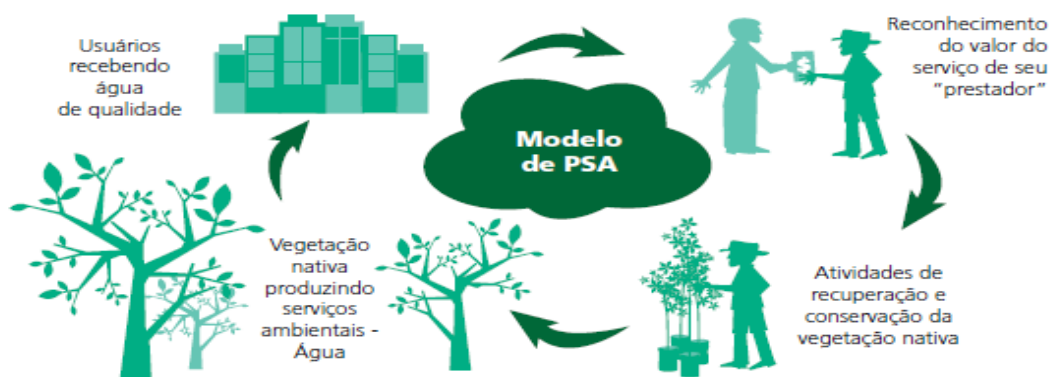 Usuários
recebendo
água
de qualidade
Reconhecimento
do valor do
serviço de seu
"prestador"
Modelo
de PSA
$
Vegetação
nativa
produzindo
serviços
ambientais -
Água
Atividades de
recuperação e
conservação da
vegetação nativa